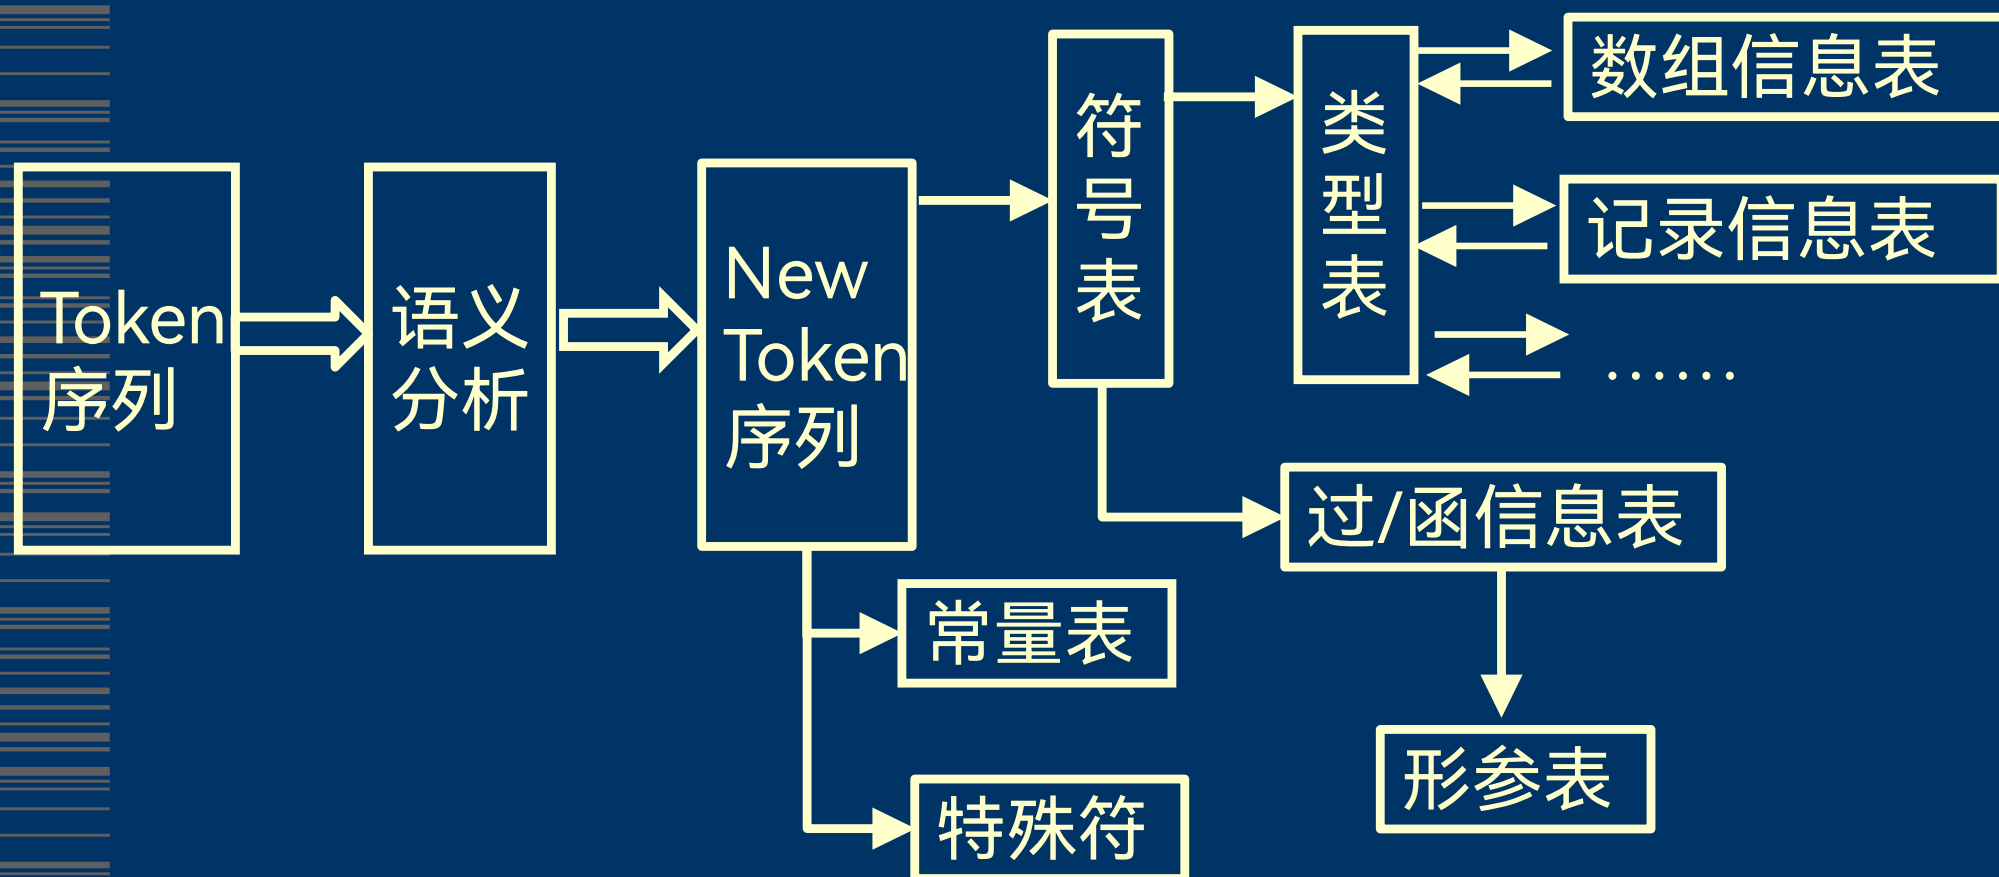 Token
序列
语义
分析
New
Token
序列
符
号
表
类
型
表
数组信息表
记录信息表
……
过/函信息表
常量表
形参表
特殊符